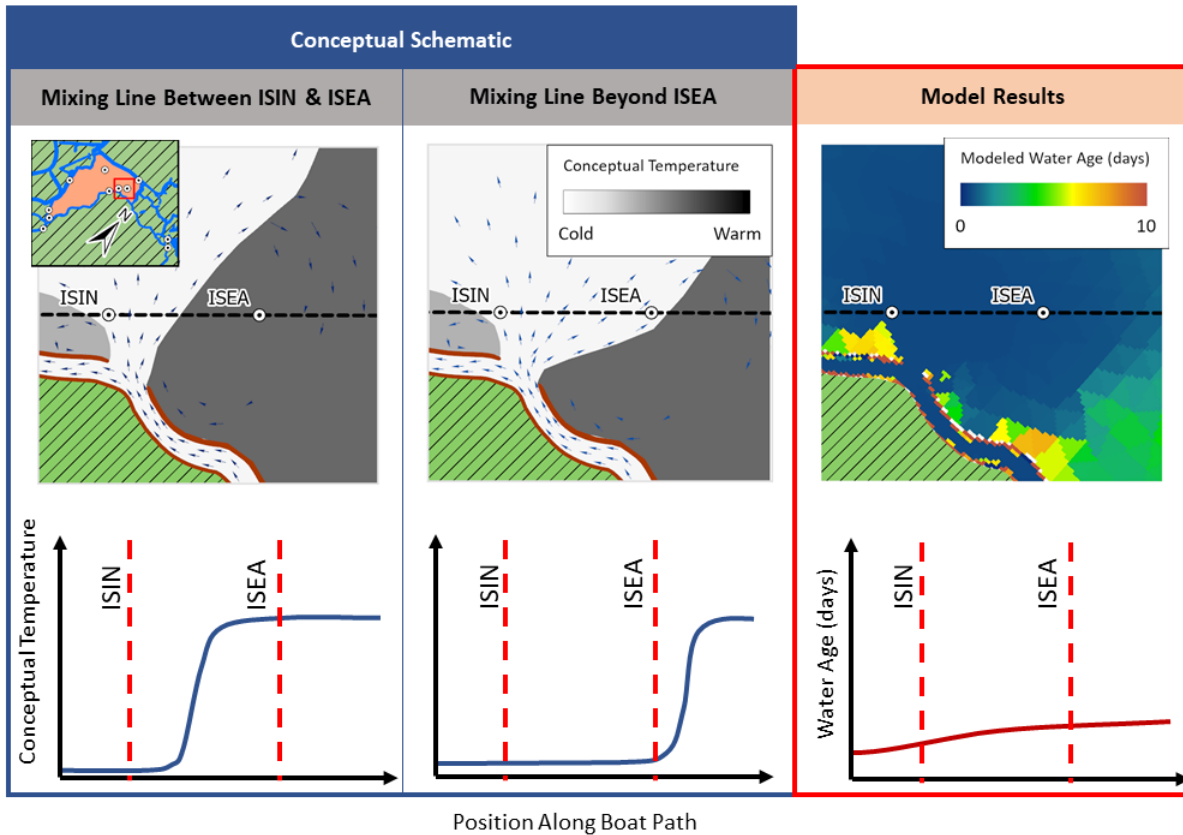 Conceptual Schematic
Mixing Line Between ISIN & ISEA
Mixing Line Beyond ISEA
Model Results
N
ISIN
ISEA
Conceptual Temperature
Cold
Warm
ISIN
ISEA
Modeled Water Age (days)
0
10
ISIN
ISEA
Conceptual Temperature
ISIN
ISEA
ISIN
ISEA
Water Age (days)
ISIN
ISEA
Position Along Boat Path